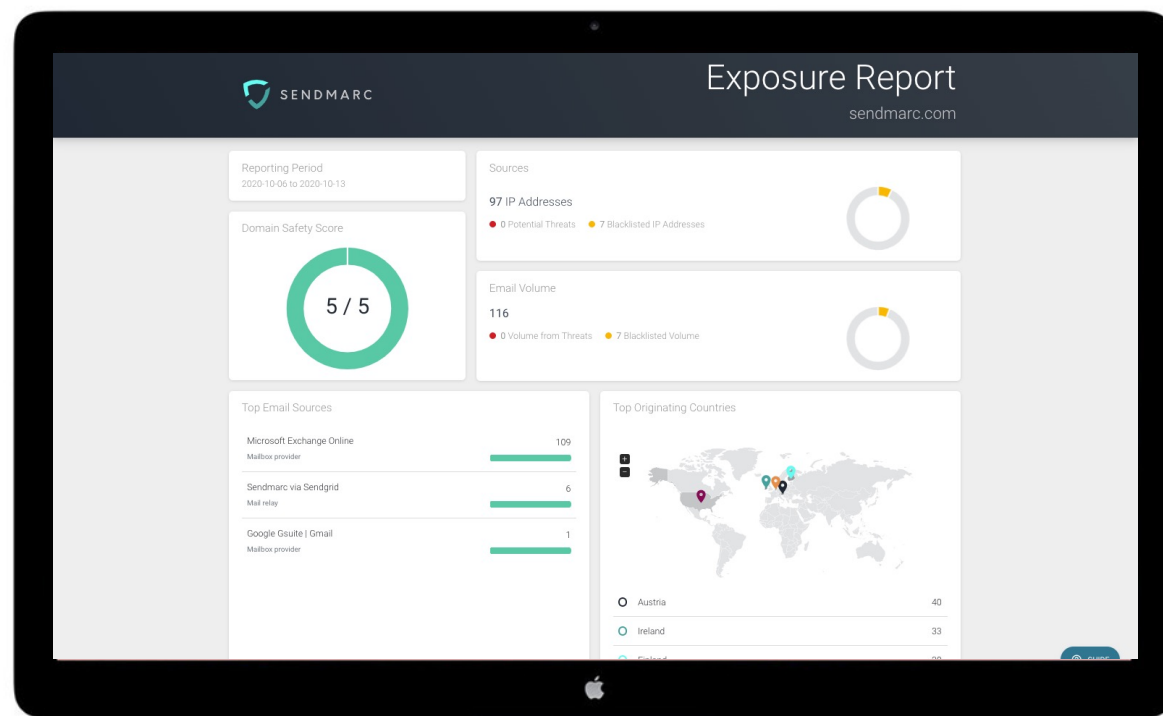 SENDMARC
Exposure Report
sendmarc.com
Reporting Period
2020-10-06 to 2020-10-13
Domain Safety Score
5 / 5
Sources
97 IP Addresses
0 Potential Threats 7 Blacklisted IP Addresses
Email Volume
116
0 Volume from Threats 7 Blacklisted Volume
Top Email Sources
Microsoft Exchange Online 109
Mailbox provider
Sendmarc via Sendgrid 6
Mail relay
Google Gsuite | Gmail 1
Mailbox provider
Top Originating Countries
+
-
Austria 40
Ireland 33